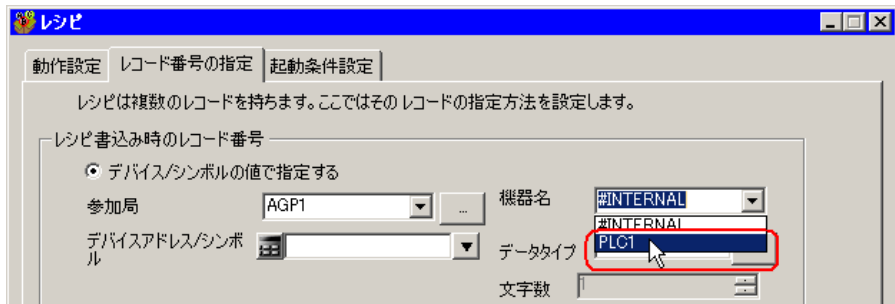 レシピ
動作設定 レコード番号の指定 起動条件設定
レシピは複数のレコードを持ちます。ここではそのレコードの指定方法を設定します。
レシピ書込み時のレコード番号
デバイス/シンボルの値で指定する
参加局 AGP1 ... 機器名 #INTERNAL
#INTERNAL
PLC1
デバイスアドレス/シンボ
ル
データタイプ
文字数 1